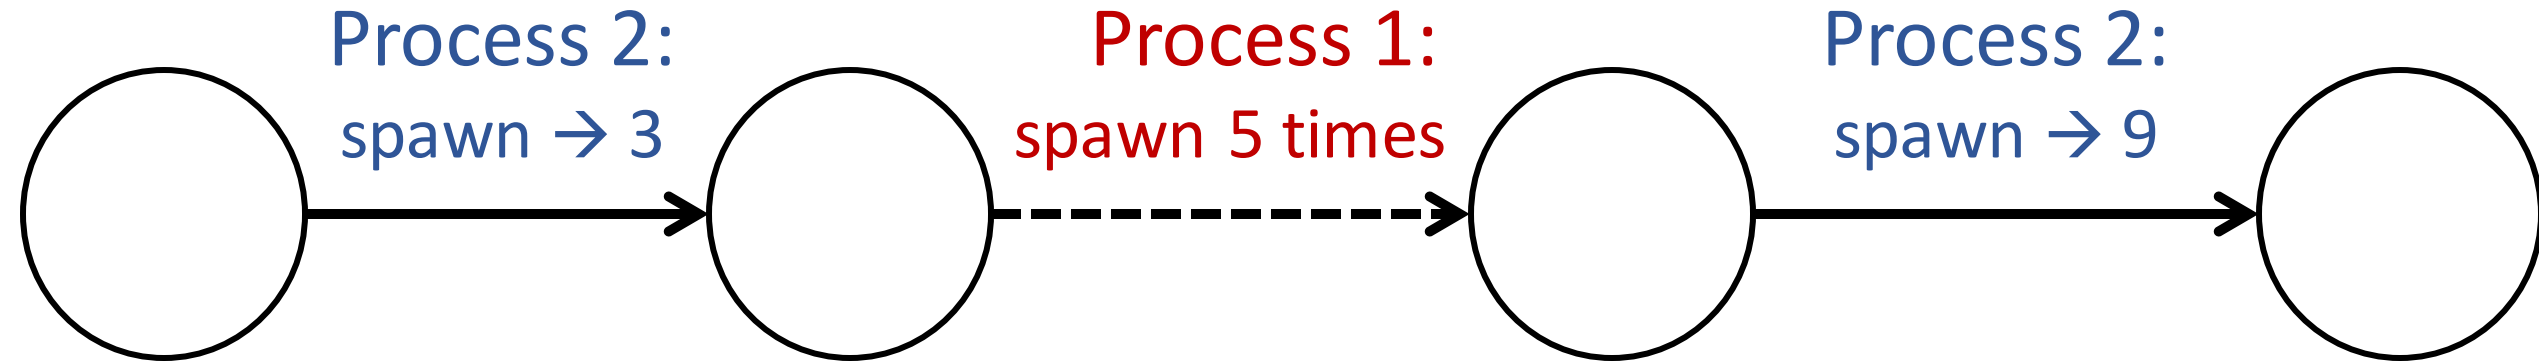 Process 2:
spawn → 3
Process 1:
spawn 5 times
Process 2:
spawn → 9